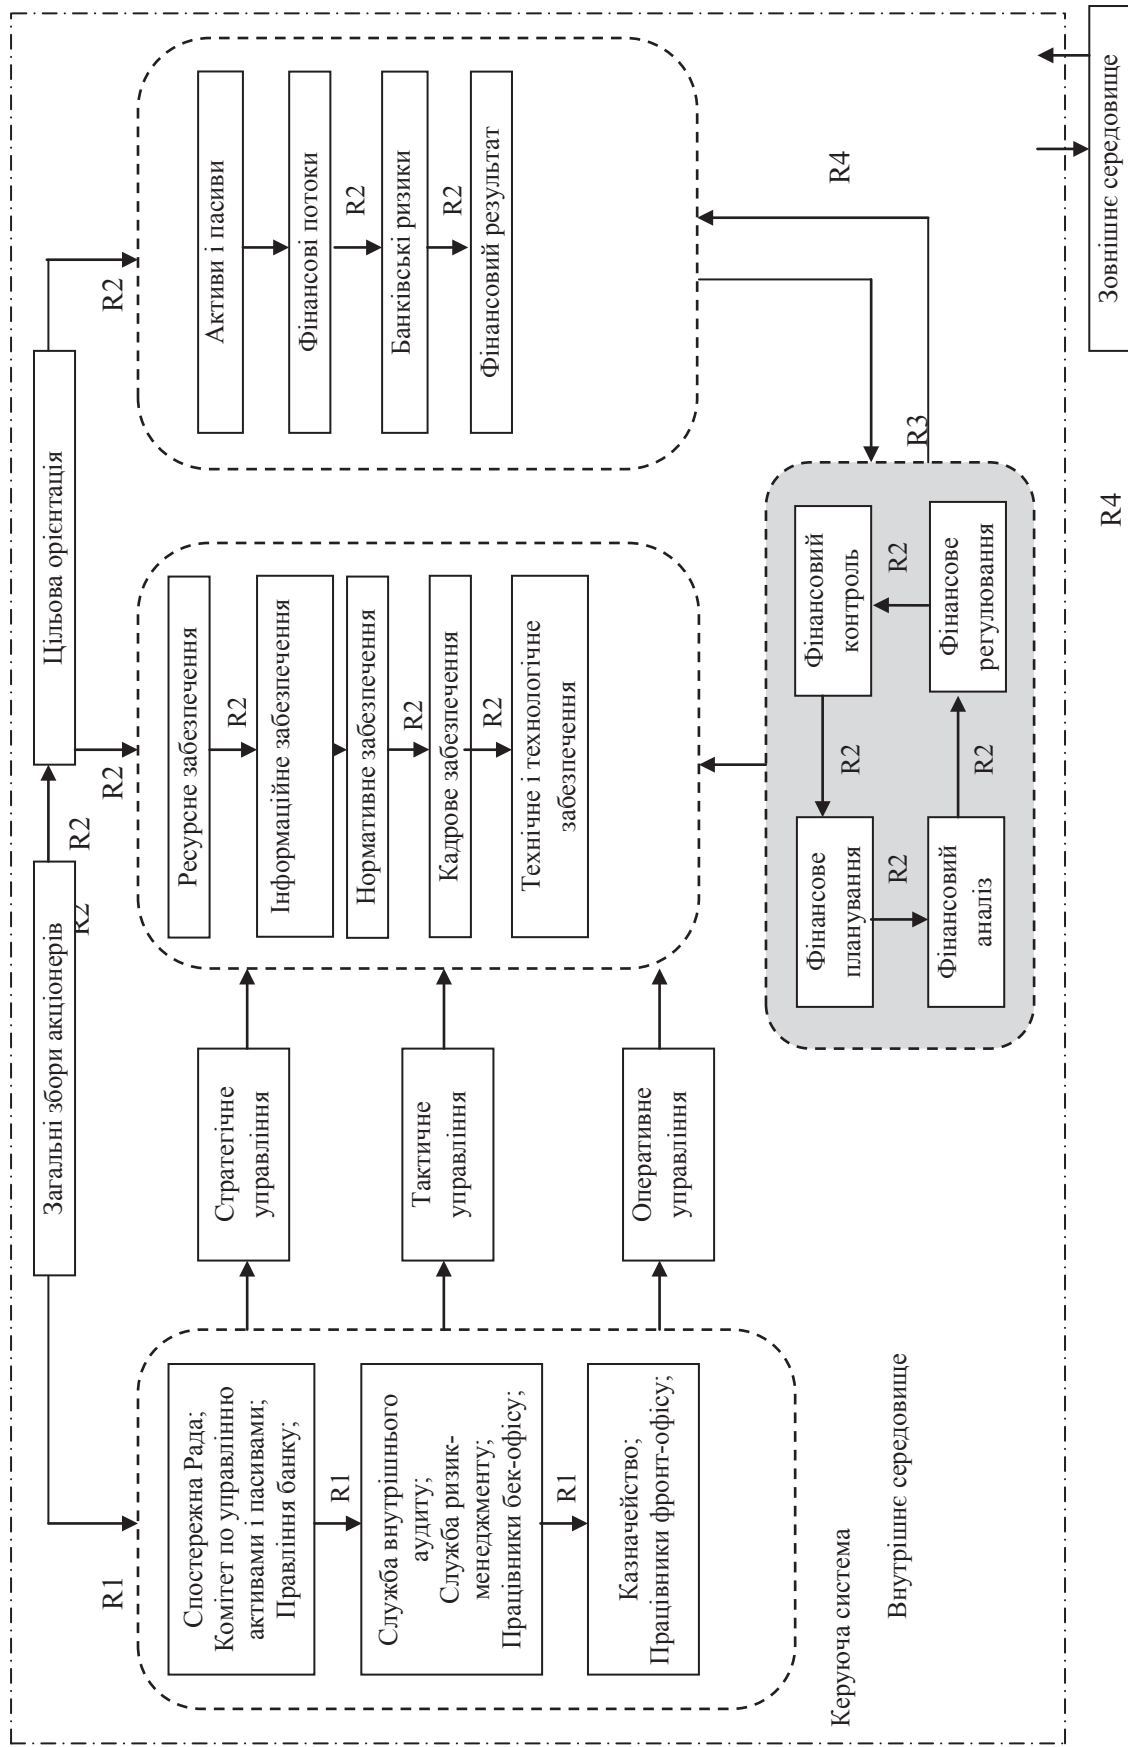 Загальні збори акціонерів
R2
R2
Цільова орієнтація
R1
R2
R2
Спостережна Рада;
Комітет по управлінню
активами і пасивами;
Правління банку;
R1
Служба внутрішнього
аудиту;
Служба ризик-
менеджменту;
Працівники бек-офісу;
R1
Казначейство;
Працівники фронт-офісу;
Керуюча система
Стратегічне
управління
Тактичне
управління
Оперативне
управління
Ресурсне забезпечення
R2
Інформаційне забезпечення
Нормативне забезпечення
R2
Кадрове забезпечення
R2
Технічне і технологічне
забезпечення
Активи і пасиви
Фінансові потоки
R2
Банківські ризики
R2
Фінансовий результат
Фінансове
планування
R2
Фінансовий
контроль
R2
Фінансовий
аналіз
R2
Фінансове
регулювання
R2
R3
R4
Внутрішнє середовище
R4
Зовнішнє середовище